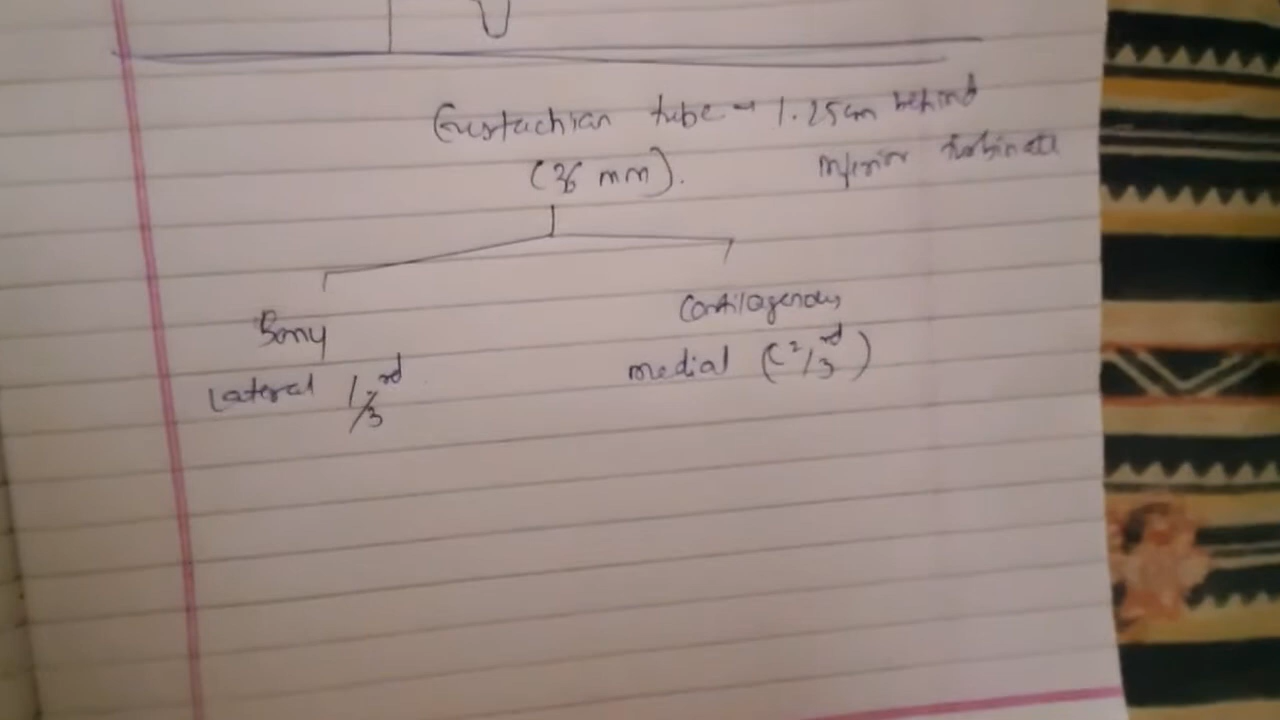 Eustachian tube → 1.25cm behind
(36 mm). inferior turbinate
Bony
Lateral 1/3rd
Cartilagenous
medial (2/3rd)